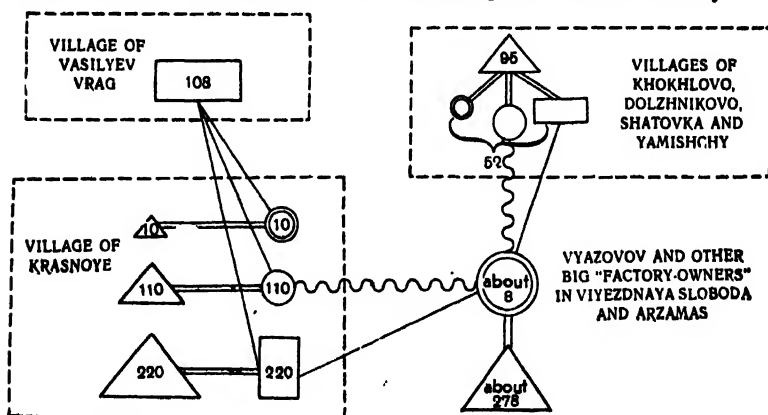 VILLAGE OF
VASILYEV
VRAG
108
95
52
VILLAGES OF
KHOKHLOVO,
DOLZHNIKOVO,
SHATOVKA AND
YAMISHCHY
VILLAGE OF
KRASNOYE
10
10
110
110
220
220
about
8
about
278
VYAZOVOV AND OTHER
BIG "FACTORY-OWNERS"
IN VIYEZDNAYA SLOBODA
AND ARZAMAS